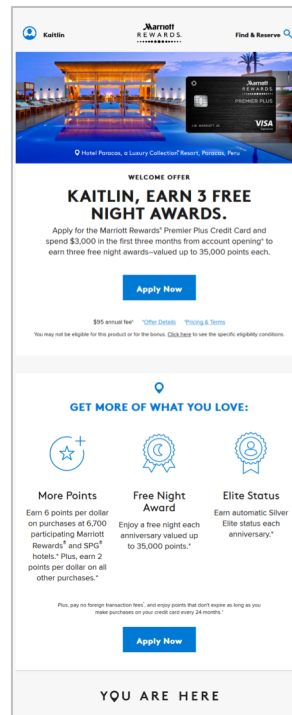 Kaitlin
Marriott
REWARDS.
Find & Reserve
Marriott
REWARDS.
PREMIER PLUS
J.W. MARRIOTT JR.
VISA
Signature
Hotel Paracas, a Luxury Collection® Resort, Paracas, Peru
WELCOME OFFER
KAITLIN, EARN 3 FREE
NIGHT AWARDS.
Apply for the Marriott Rewards® Premier Plus Credit Card and
spend $3,000 in the first three months from account opening* to
earn three free night awards–valued up to 35,000 points each.
Apply Now
$95 annual fee† *Offer Details †Pricing & Terms
You may not be eligible for this product or for the bonus. Click here to see the specific eligibility conditions.
GET MORE OF WHAT YOU LOVE:
More Points
Earn 6 points per dollar
on purchases at 6,700
participating Marriott
Rewards® and SPG®
hotels.* Plus, earn 2
points per dollar on all
other purchases.*
Free Night
Award
Enjoy a free night each
anniversary valued up
to 35,000 points.*
Elite Status
Earn automatic Silver
Elite status each
anniversary.*
Plus, pay no foreign transaction fees†, and enjoy points that don't expire as long as you
make purchases on your credit card every 24 months.*
Apply Now
YOU ARE HERE